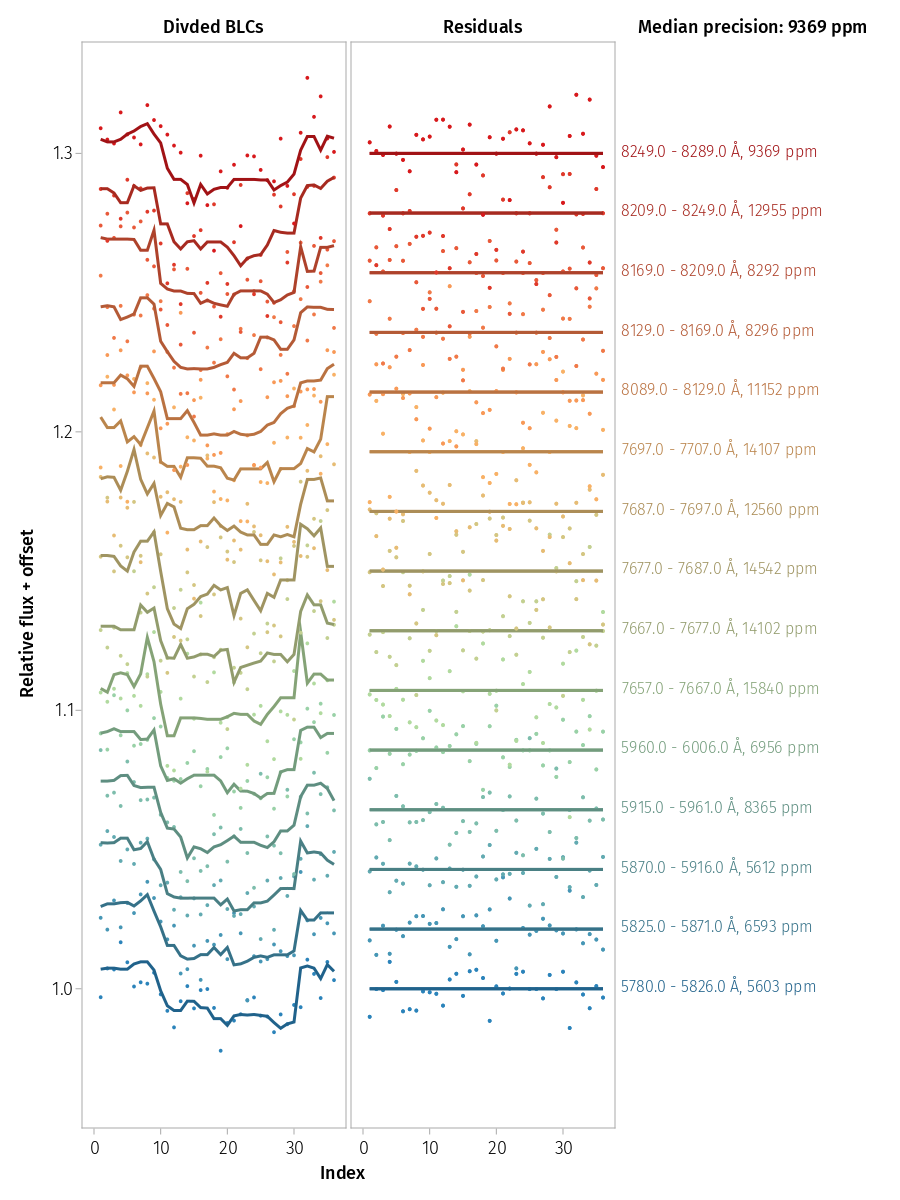 Divded BLCs
Residuals
Median precision: 9369 ppm
Relative flux + offset
1.3
1.2
1.1
1.0
8249.0 - 8289.0 Å, 9369 ppm
8209.0 - 8249.0 Å, 12955 ppm
8169.0 - 8209.0 Å, 8292 ppm
8129.0 - 8169.0 Å, 8296 ppm
8089.0 - 8129.0 Å, 11152 ppm
7697.0 - 7707.0 Å, 14107 ppm
7687.0 - 7697.0 Å, 12560 ppm
7677.0 - 7687.0 Å, 14542 ppm
7667.0 - 7677.0 Å, 14102 ppm
7657.0 - 7667.0 Å, 15840 ppm
5960.0 - 6006.0 Å, 6956 ppm
5915.0 - 5961.0 Å, 8365 ppm
5870.0 - 5916.0 Å, 5612 ppm
5825.0 - 5871.0 Å, 6593 ppm
5780.0 - 5826.0 Å, 5603 ppm
0 10 20 30
0 10 20 30
Index